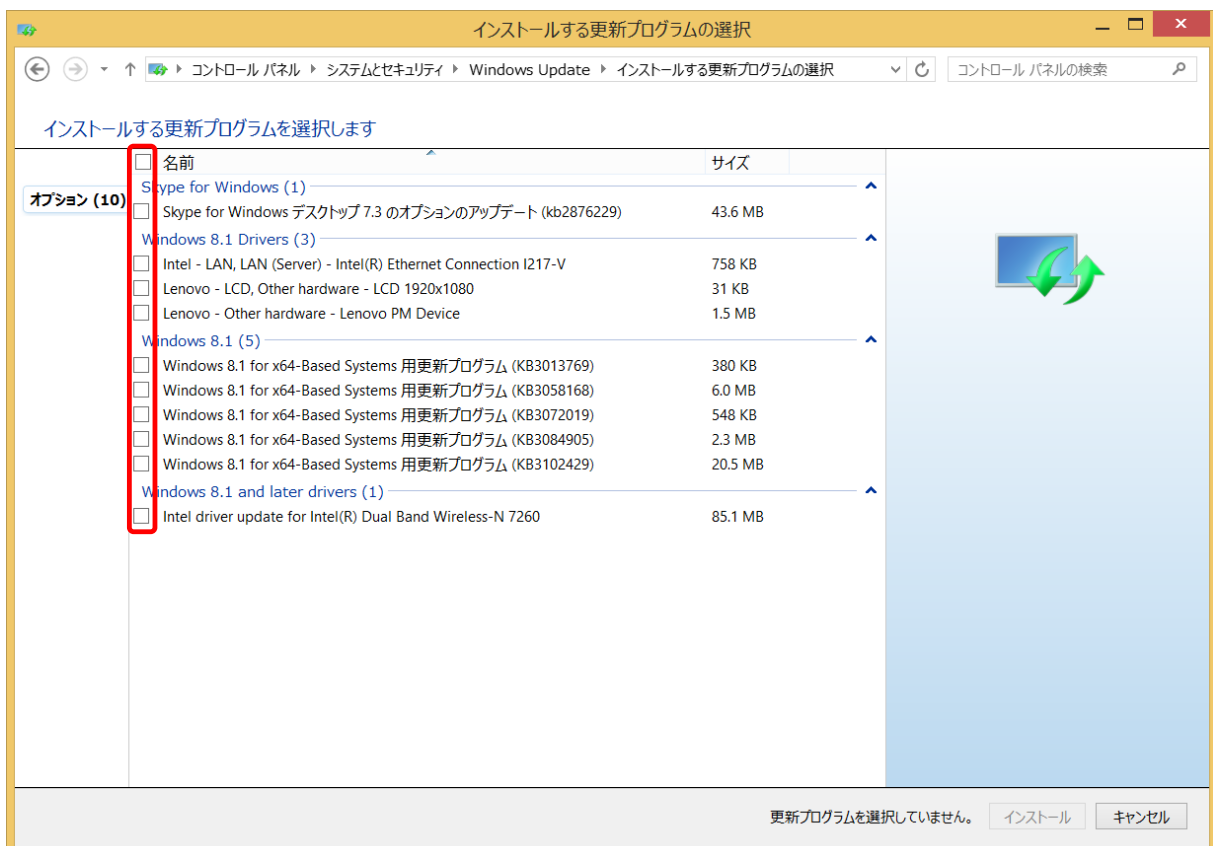 インストールする更新プログラムの選択
コントロール パネル システムとセキュリティ Windows Update インストールする更新プログラムの選択 コントロール パネルの検索
インストールする更新プログラムを選択します
名前 サイズ
オプション (10)
Skype for Windows (1)
Skype for Windows デスクトップ 7.3 のオプションのアップデート (kb2876229) 43.6 MB
Windows 8.1 Drivers (3)
Intel - LAN, LAN (Server) - Intel(R) Ethernet Connection I217-V 758 KB
Lenovo - LCD, Other hardware - LCD 1920x1080 31 KB
Lenovo - Other hardware - Lenovo PM Device 1.5 MB
Windows 8.1 (5)
Windows 8.1 for x64-Based Systems 用更新プログラム (KB3013769) 380 KB
Windows 8.1 for x64-Based Systems 用更新プログラム (KB3058168) 6.0 MB
Windows 8.1 for x64-Based Systems 用更新プログラム (KB3072019) 548 KB
Windows 8.1 for x64-Based Systems 用更新プログラム (KB3084905) 2.3 MB
Windows 8.1 for x64-Based Systems 用更新プログラム (KB3102429) 20.5 MB
Windows 8.1 and later drivers (1)
Intel driver update for Intel(R) Dual Band Wireless-N 7260 85.1 MB
更新プログラムを選択していません。 インストール キャンセル